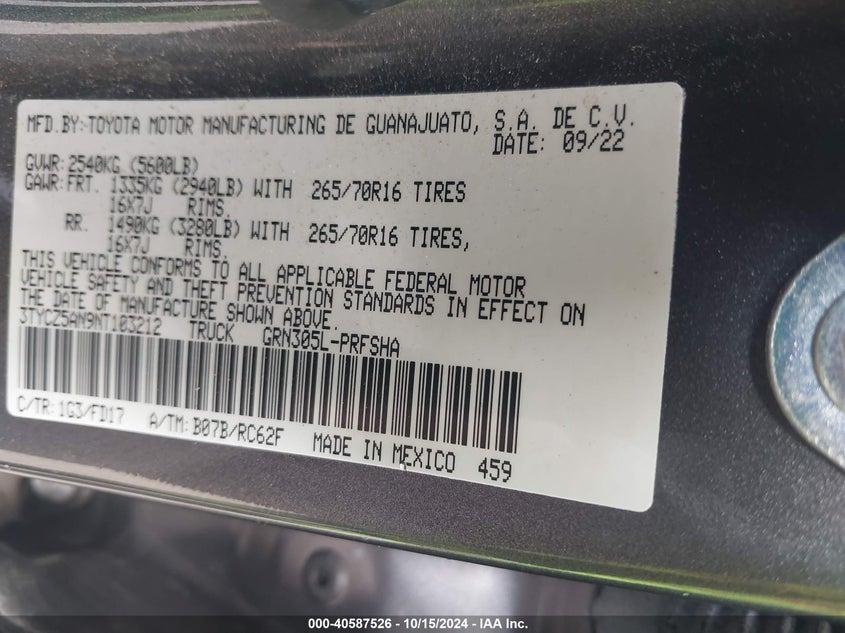 MFD.BY:TOYOTA MOTOR MANUFACTURING DE GUANAJUATO, S.A. DE C.V.
DATE: 09/22
GVWR: 2540KG (5600LB)
GAWR: FRT. 1335KG (2940LB) WITH 265/70R16 TIRES
16X7J RIMS.
RR. 1490KG (3280LB) WITH 265/70R16 TIRES,
16X7J RIMS.
THIS VEHICLE CONFORMS TO ALL APPLICABLE FEDERAL MOTOR
VEHICLE SAFETY AND THEFT PREVENTION STANDARDS IN EFFECT ON
THE DATE OF MANUFACTURE SHOWN ABOVE.
3TYCZ5AN9NT103212 TRUCK GRN305L-PRFSHA
C/TR: 1G3/FD17 A/TM: B07B/RC62F MADE IN MEXICO 459
000-40587526 - 10/15/2024 - IAA Inc.